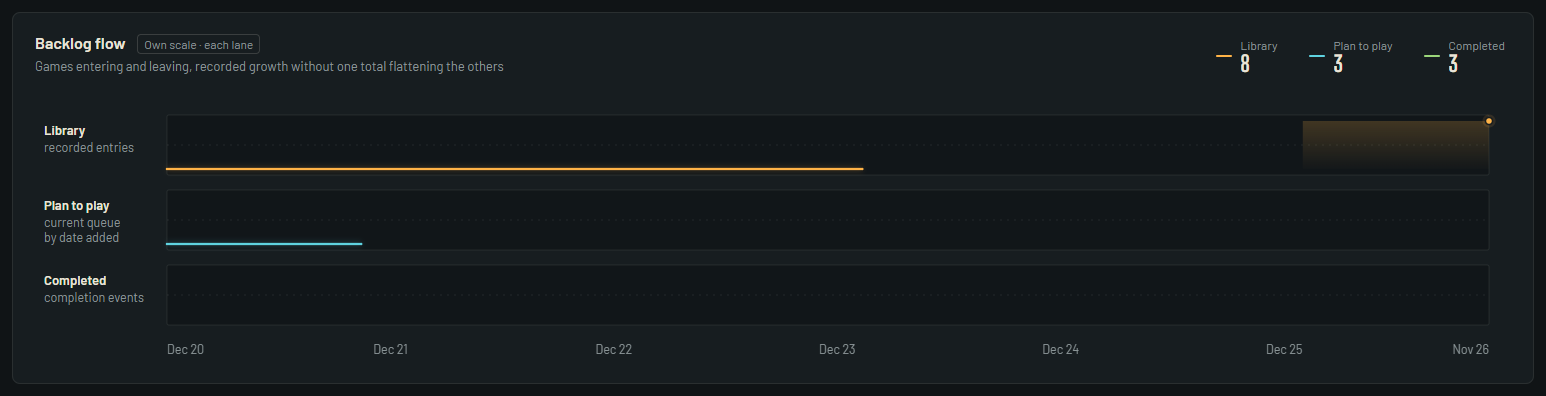 Backlog flow
Own scale · each lane
Games entering and leaving, recorded growth without one total flattening the others
Library
8
Plan to play
3
Completed
3
Library
recorded entries
Plan to play
current queue
by date added
Completed
completion events
Dec 20
Dec 21
Dec 22
Dec 23
Dec 24
Dec 25
Nov 26